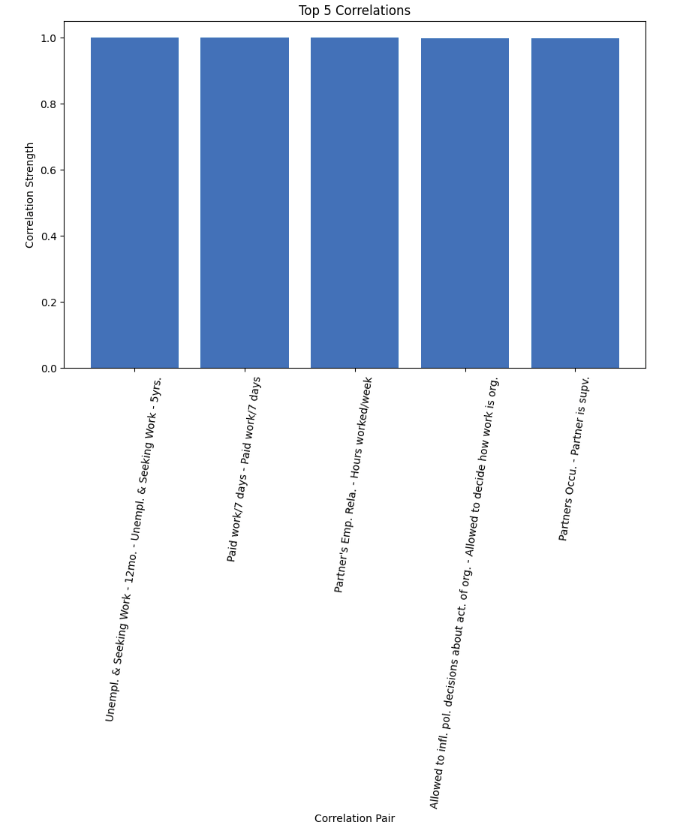 Top 5 Correlations
Correlation Strength
1.0
0.8
0.6
0.4
0.2
0.0
Unempl. & Seeking Work - 12mo. - Unempl. & Seeking Work - 5yrs.
Paid work/7 days - Paid work/7 days
Partner's Emp. Rela. - Hours worked/week
Allowed to infl. pol. decisions about act. of org. - Allowed to decide how work is org.
Partners Occu. - Partner is supv.
Correlation Pair